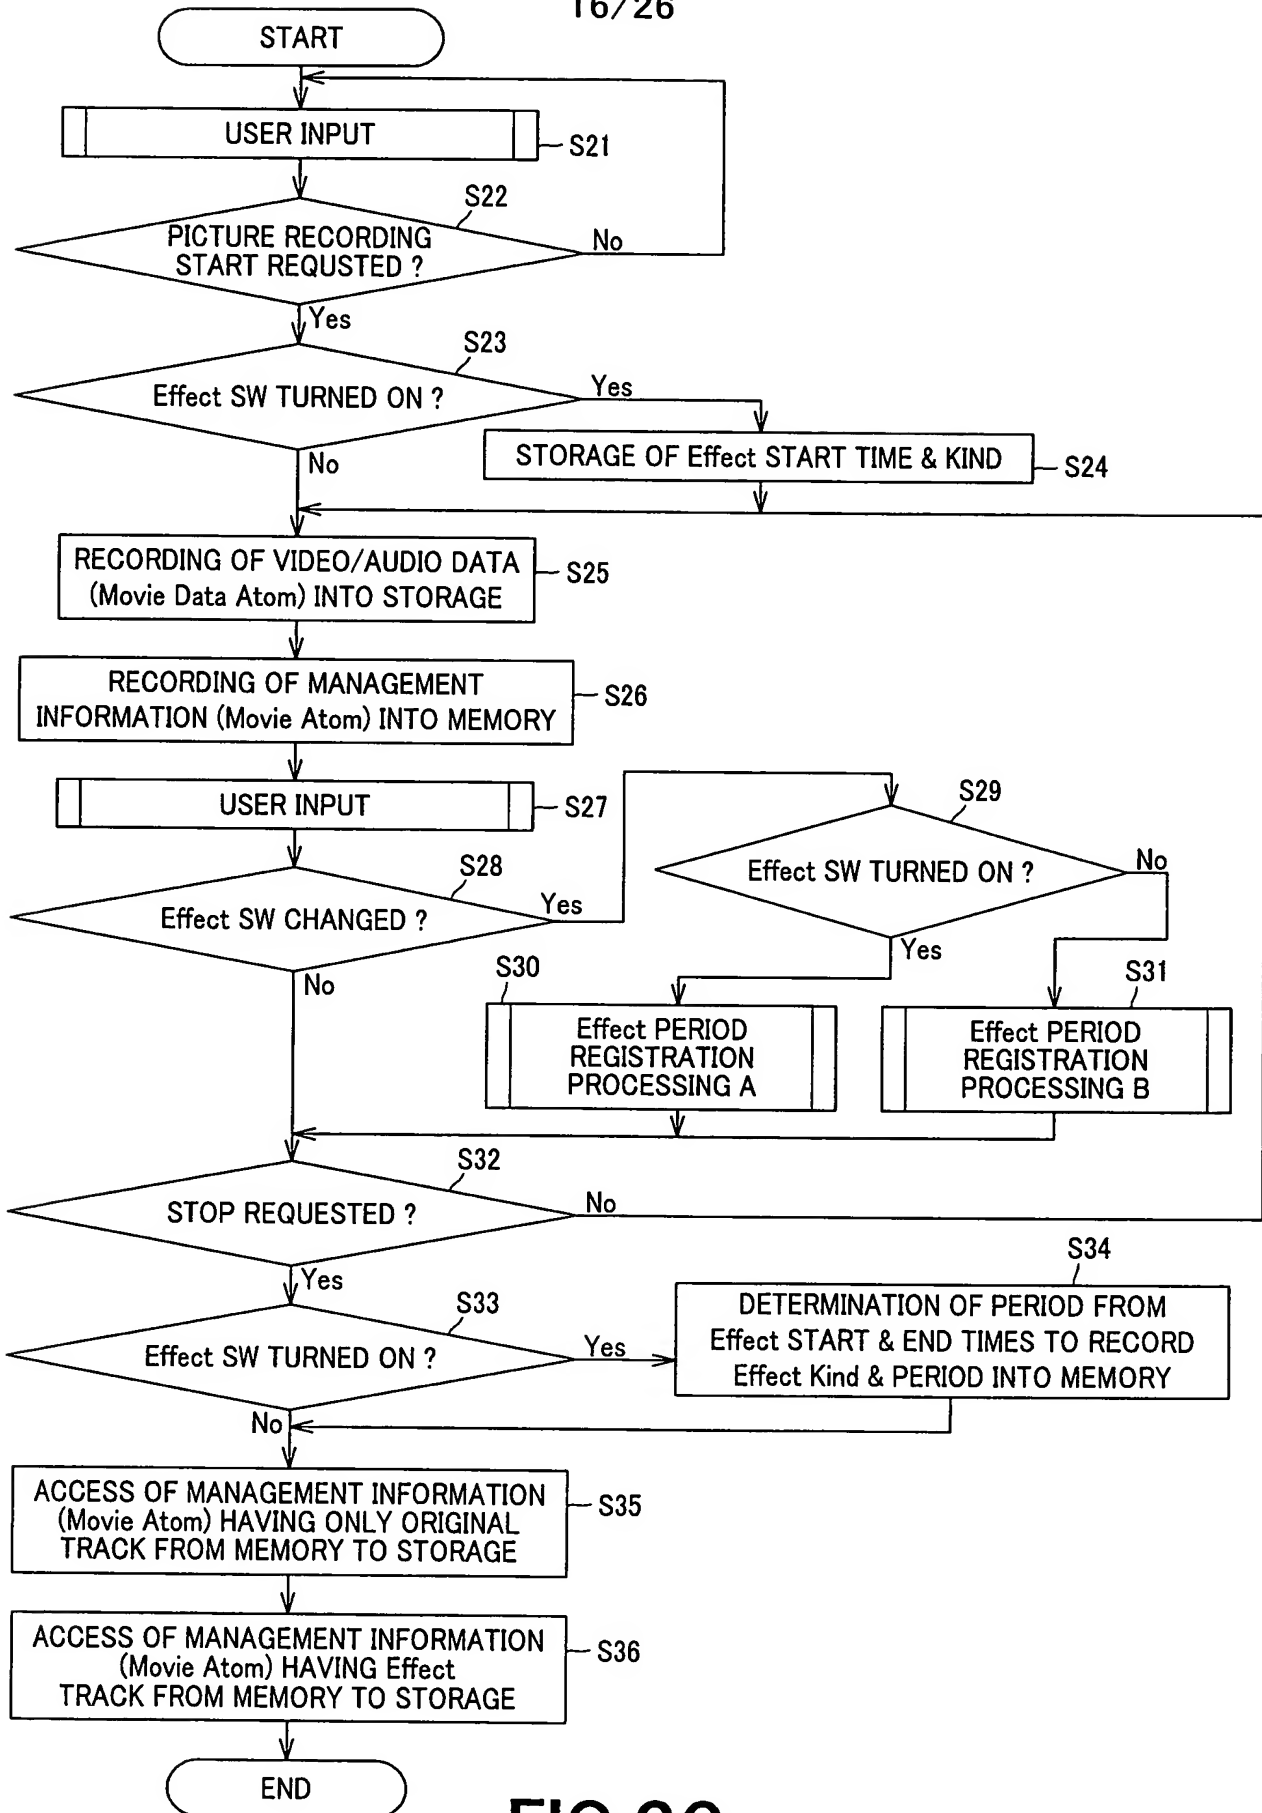 16/26
START
USER INPUT
S21
S22
PICTURE RECORDING
START REQUSTED ?
No
Yes
S23
Effect SW TURNED ON ?
Yes
No
STORAGE OF Effect START TIME & KIND
S24
RECORDING OF VIDEO/AUDIO DATA
(Movie Data Atom) INTO STORAGE
S25
RECORDING OF MANAGEMENT
INFORMATION (Movie Atom) INTO MEMORY
S26
USER INPUT
S27
S28
Effect SW CHANGED ?
Yes
No
S29
Effect SW TURNED ON ?
No
Yes
S30
Effect PERIOD
REGISTRATION
PROCESSING A
S31
Effect PERIOD
REGISTRATION
PROCESSING B
S32
STOP REQUESTED ?
No
Yes
S33
Effect SW TURNED ON ?
Yes
No
S34
DETERMINATION OF PERIOD FROM
Effect START & END TIMES TO RECORD
Effect Kind & PERIOD INTO MEMORY
ACCESS OF MANAGEMENT INFORMATION
(Movie Atom) HAVING ONLY ORIGINAL
TRACK FROM MEMORY TO STORAGE
S35
ACCESS OF MANAGEMENT INFORMATION
(Movie Atom) HAVING Effect
TRACK FROM MEMORY TO STORAGE
S36
END